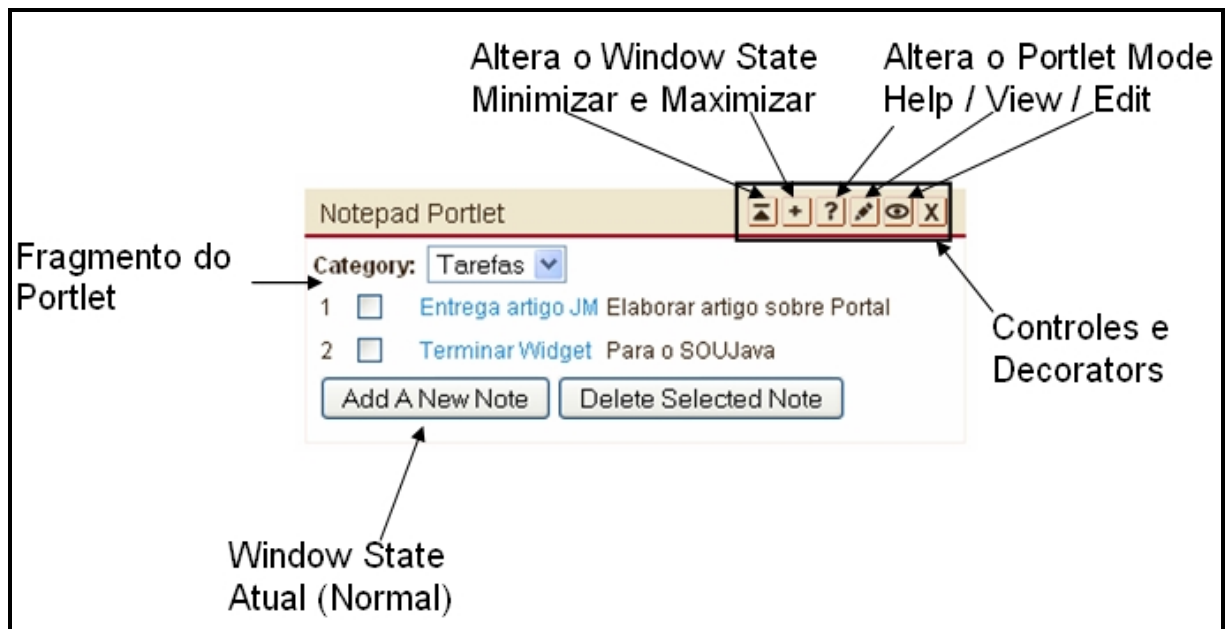 Altera o Window State
Minimizar e Maximizar
Altera o Portlet Mode
Help / View / Edit
Notepad Portlet
? X
Fragmento do
Portlet
Category: Tarefas
1 Entrega artigo JM Elaborar artigo sobre Portal
2 Terminar Widget Para o SOUJava
Add A New Note Delete Selected Note
Controles e
Decorators
Window State
Atual (Normal)